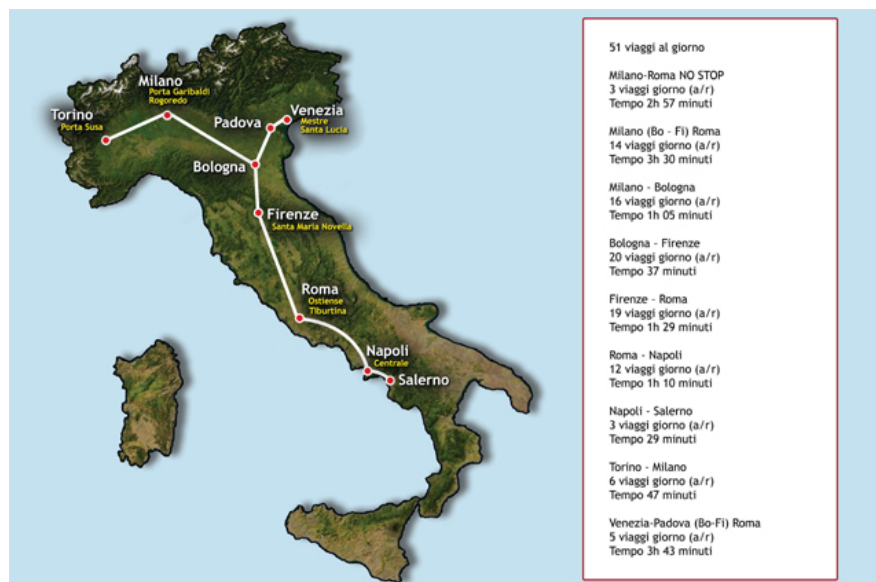 Milano
Porta Garibaldi
Rogoredo
Torino
Porta Susa
Venezia
Mestre
Santa Lucia
Padova
Bologna
Firenze
Santa Maria Novella
Roma
Ostiense
Tiburtina
Napoli
Centrale
Salerno
51 viaggi al giorno
Milano-Roma NO STOP
3 viaggi giorno (a/r)
Tempo 2h 57 minuti
Milano (Bo - Fi) Roma
14 viaggi giorno (a/r)
Tempo 3h 30 minuti
Milano - Bologna
16 viaggi giorno (a/r)
Tempo 1h 05 minuti
Bologna - Firenze
20 viaggi giorno (a/r)
Tempo 37 minuti
Firenze - Roma
19 viaggi giorno (a/r)
Tempo 1h 29 minuti
Roma - Napoli
12 viaggi giorno (a/r)
Tempo 1h 10 minuti
Napoli - Salerno
3 viaggi giorno (a/r)
Tempo 29 minuti
Torino - Milano
6 viaggi giorno (a/r)
Tempo 47 minuti
Venezia-Padova (Bo-Fi) Roma
5 viaggi giorno (a/r)
Tempo 3h 43 minuti